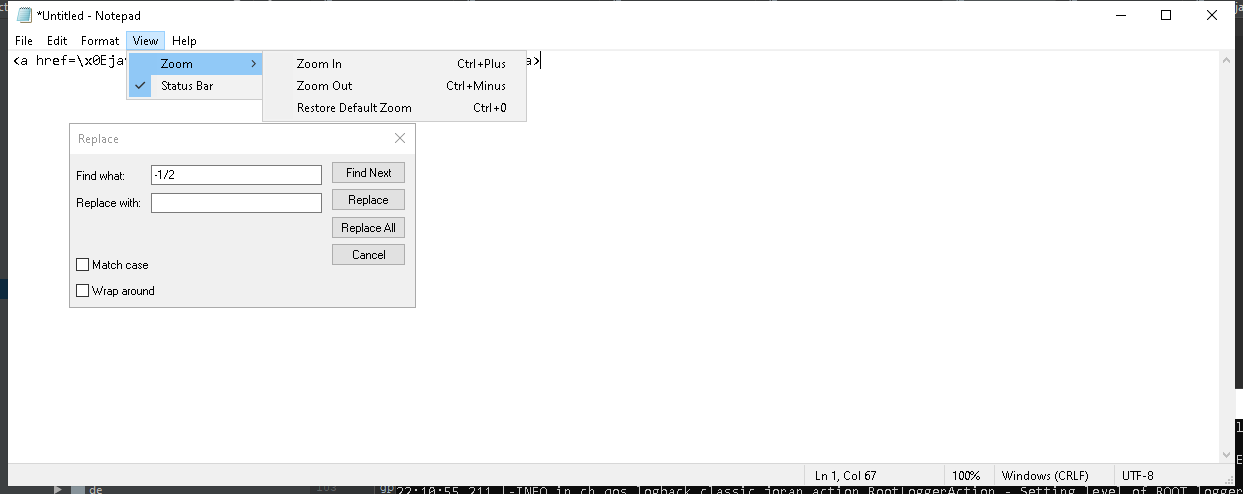 *Untitled - Notepad
File Edit Format View Help
<a href=\x0Eja a>
Zoom > Zoom In Ctrl+Plus
Status Bar Zoom Out Ctrl+Minus
Restore Default Zoom Ctrl+0
Replace
Find what: -1/2 Find Next
Replace with: Replace
Replace All
Cancel
Match case
Wrap around
Ln 1, Col 67 100% Windows (CRLF) UTF-8
de 22:10:55,211 |-INFO in ch.qos.logback.classic.joran.action.RootLoggerAction - Setting level of ROOT logger